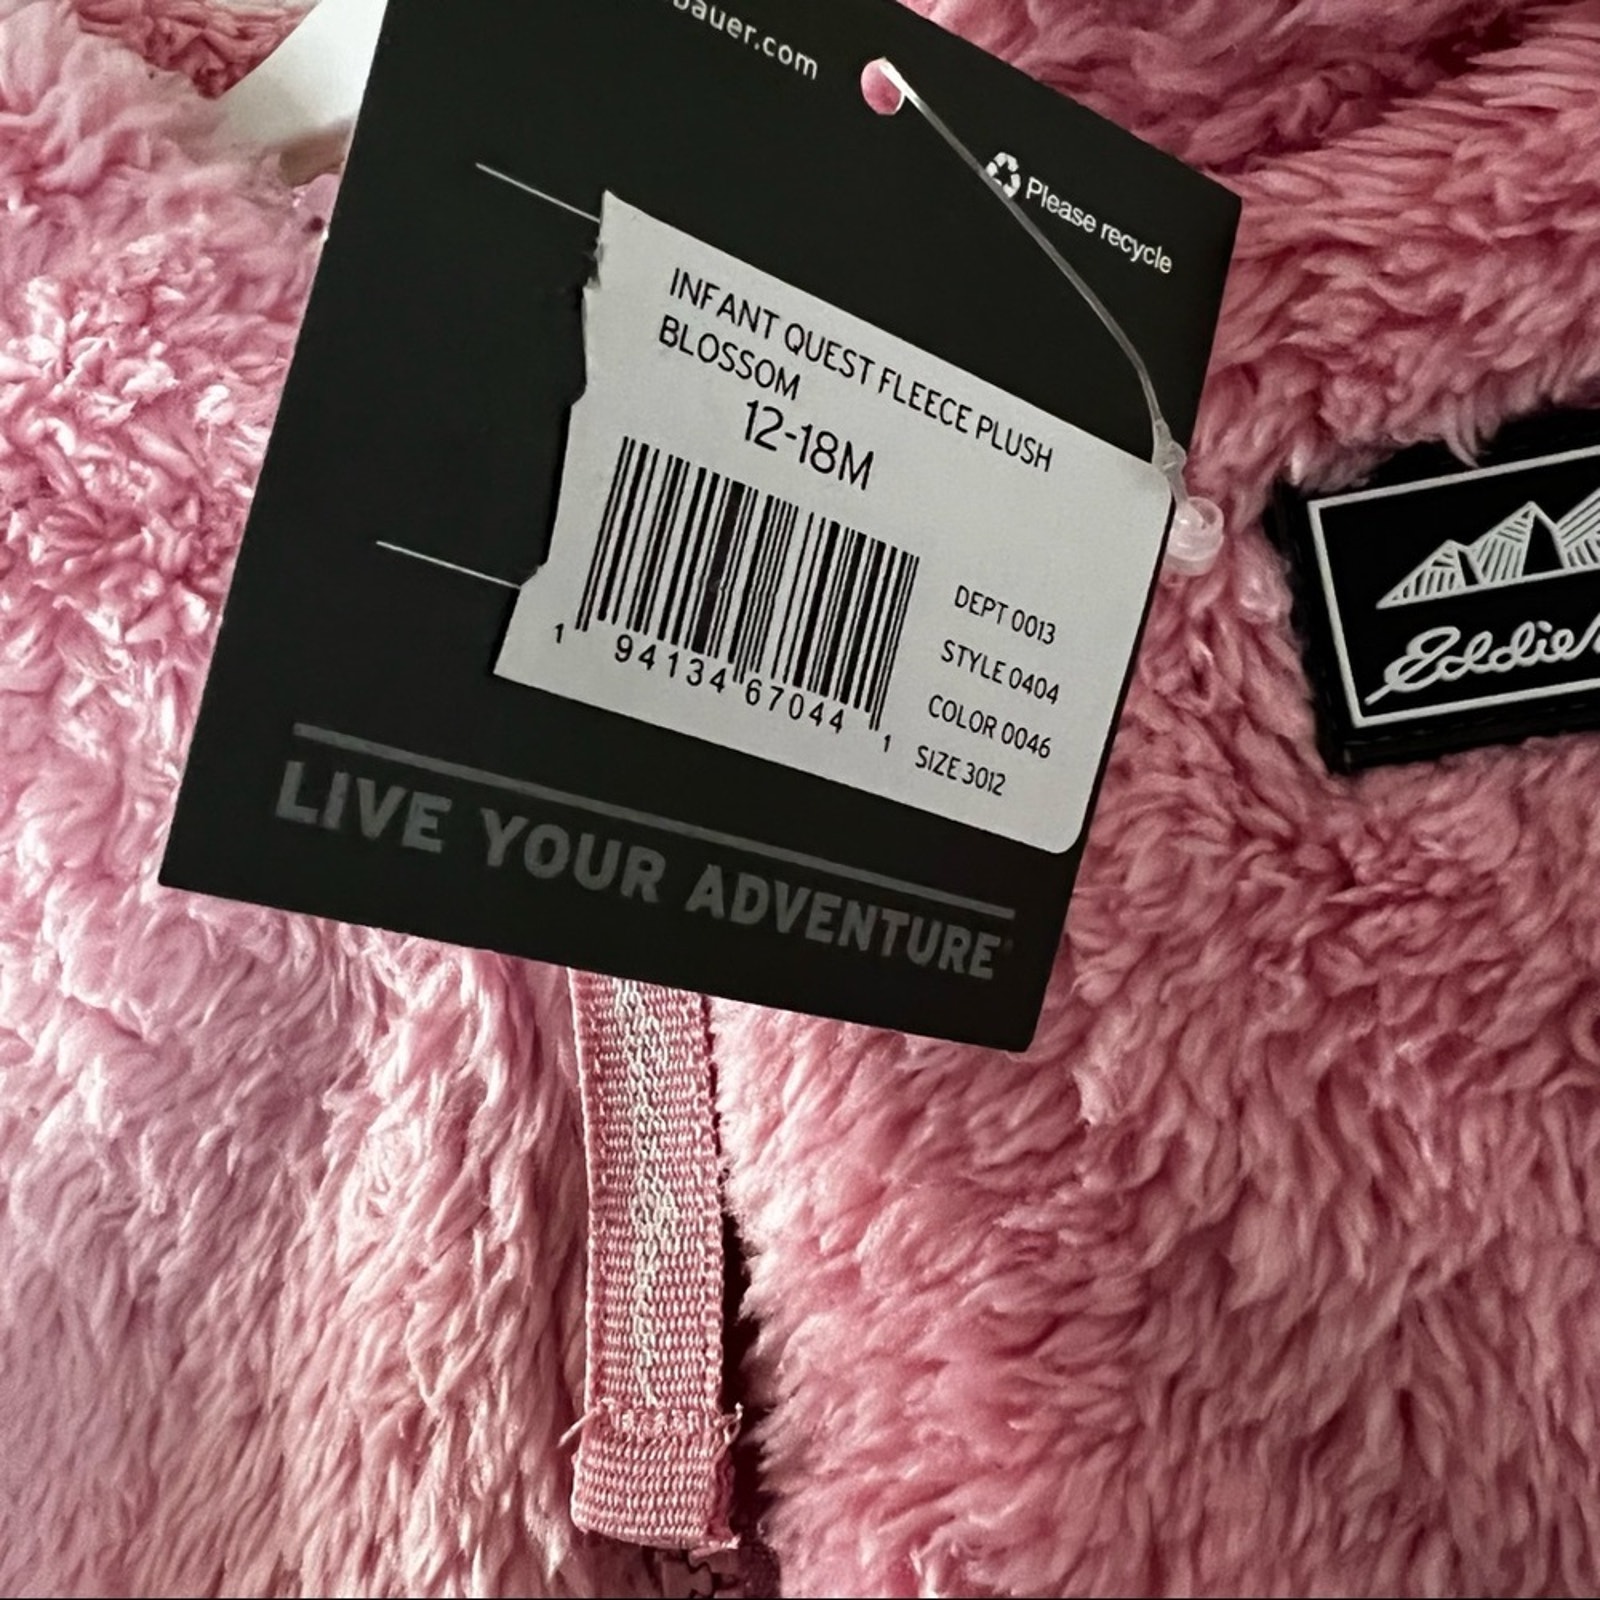 bauer.com
Please recycle
INFANT QUEST FLEECE PLUSH
BLOSSOM
12-18M
1 94134 67044 1
DEPT 0013
STYLE 0404
COLOR 0046
SIZE 3012
LIVE YOUR ADVENTURE
Eddie